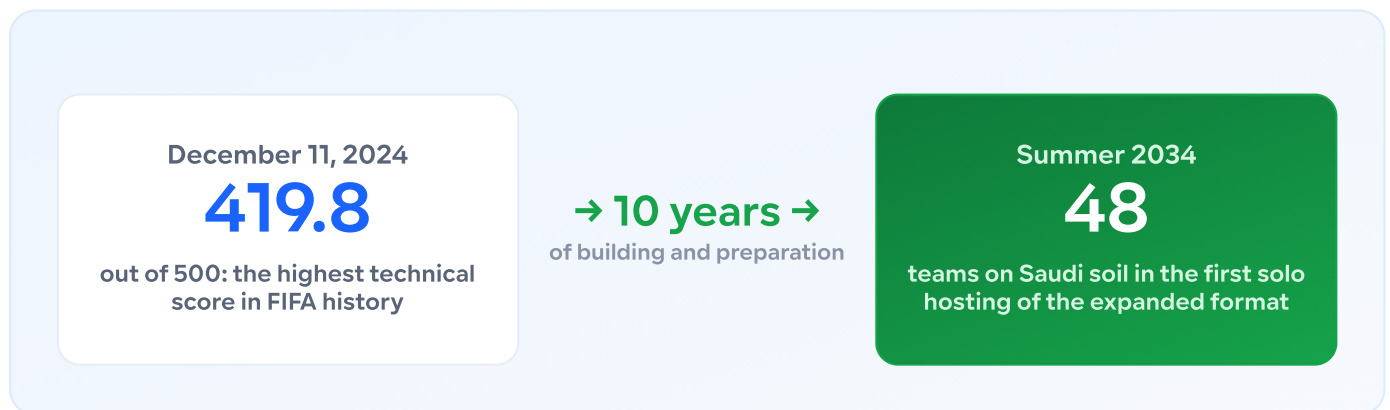 December 11, 2024
419.8
out of 500: the highest technical
score in FIFA history
→ 10 years →
of building and preparation
Summer 2034
48
teams on Saudi soil in the first solo
hosting of the expanded format